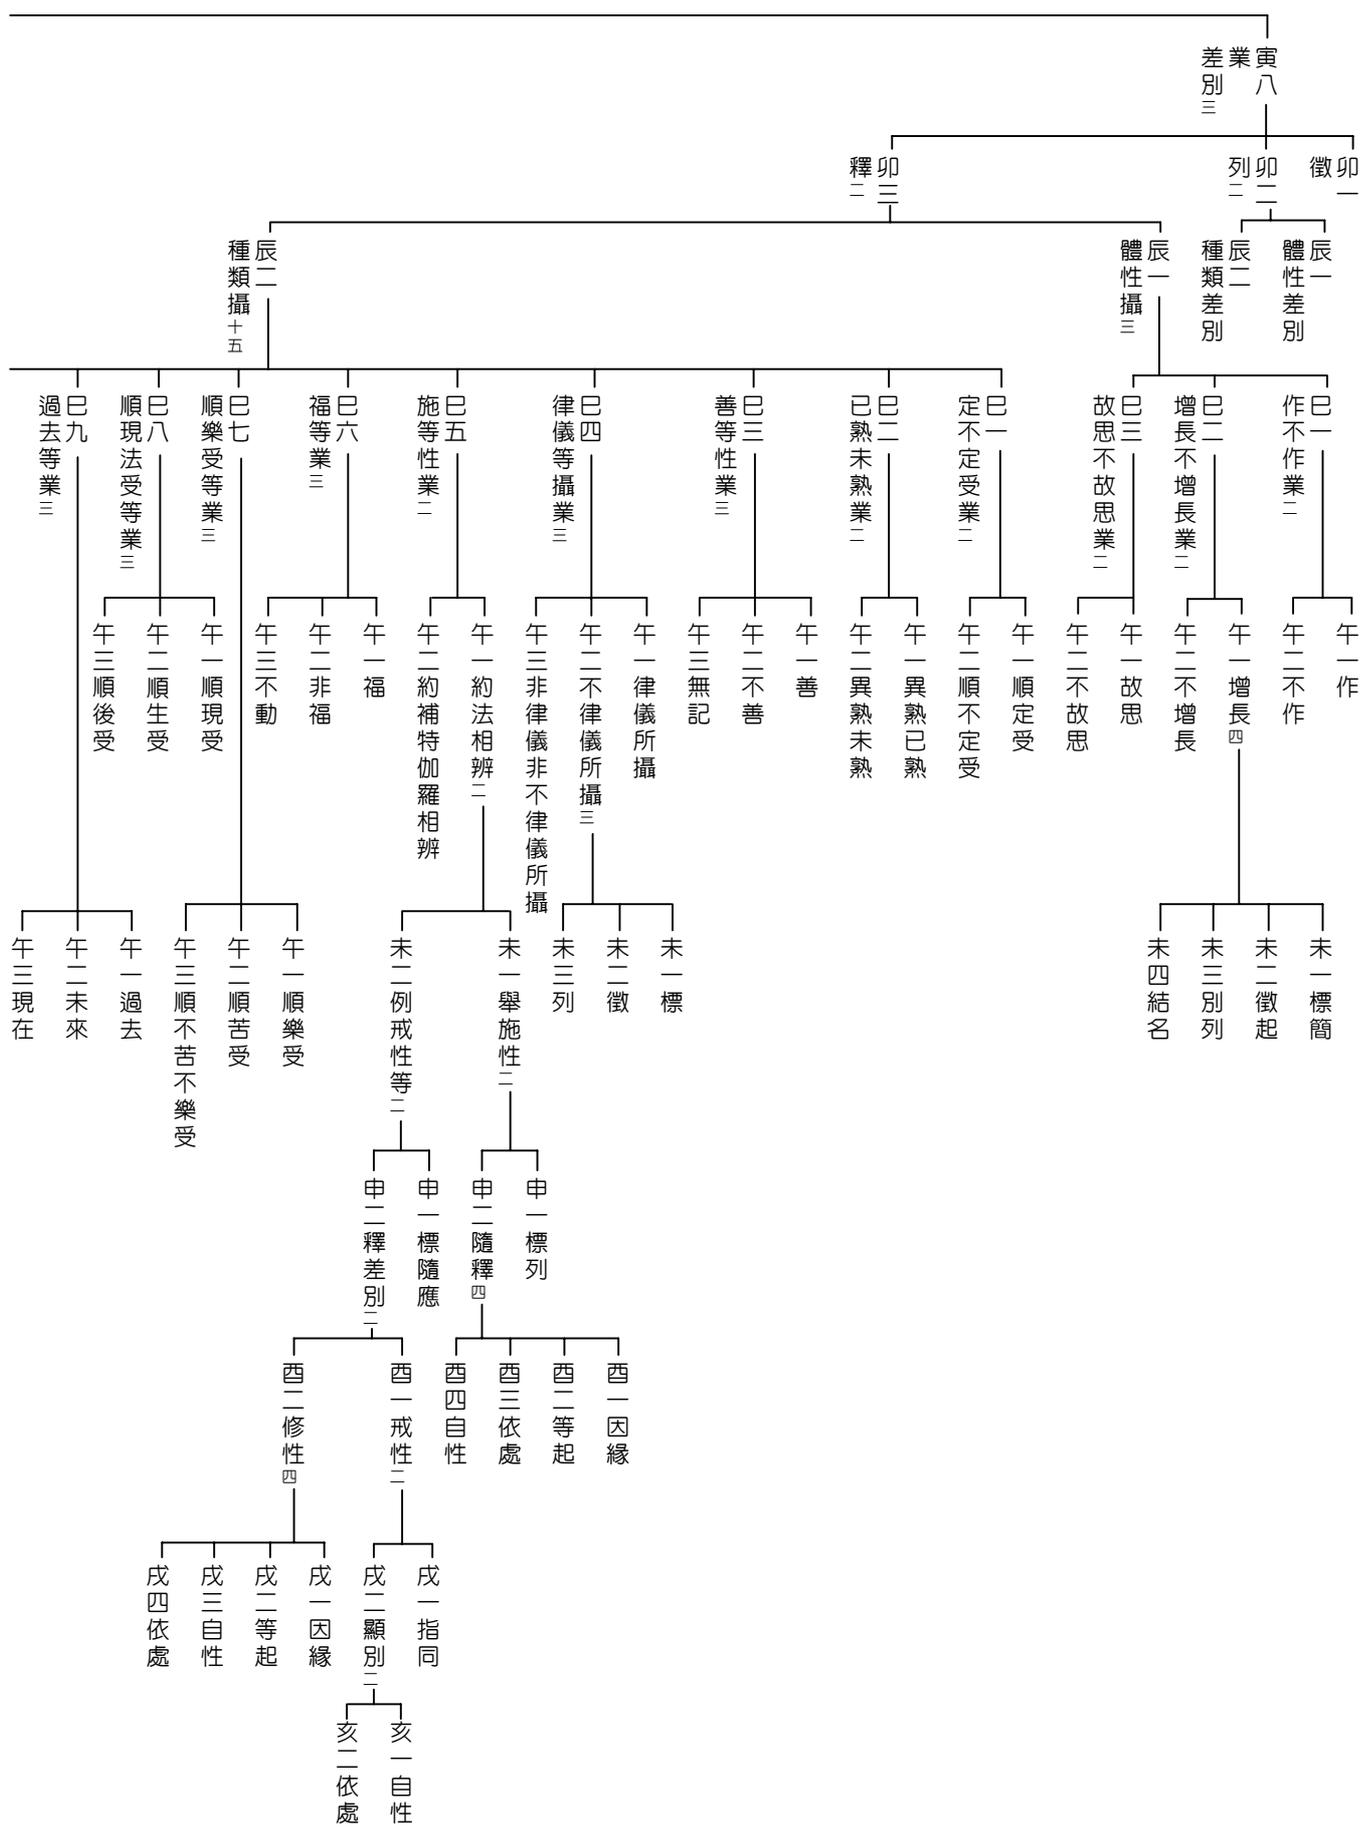 寅八
業
差別三
卯一
徵
卯二
列二
卯三
釋二
辰一
體性差別
辰二
種類差別
辰一
體性攝三
辰二
種類攝十五
巳一
作不作業二
巳二
增長不增長業二
巳三
故思不故思業二
巳一
定不定受業二
巳二
已熟未熟業二
巳三
善等性業三
巳四
律儀等攝業三
巳五
施等性業二
巳六
福等業三
巳七
順樂受等業三
巳八
順現法受等業三
巳九
過去等業三
午一作
午二不作
午一增長四
午二不增長
午一故思
午二不故思
午一順定受
午二順不定受
午一異熟已熟
午二異熟未熟
午一善
午二不善
午三無記
午一律儀所攝
午二不律儀所攝三
午三非律儀非不律儀所攝
午一約法相辨二
午二約補特伽羅相辨
午一福
午二非福
午三不動
午一順現受
午二順生受
午三順後受
未一標簡
未二徵起
未三別列
未四結名
未一標
未二徵
未三列
未一舉施性二
未二例戒性等二
午一順樂受
午二順苦受
午三順不苦不樂受
午一過去
午二未來
午三現在
申一標列
申二隨釋四
申一標隨應
申二釋差別二
酉一因緣
酉二等起
酉三依處
酉四自性
酉一戒性二
酉二修性四
戌一指同
戌二顯別二
戌一因緣
戌二等起
戌三自性
戌四依處
亥一自性
亥二依處